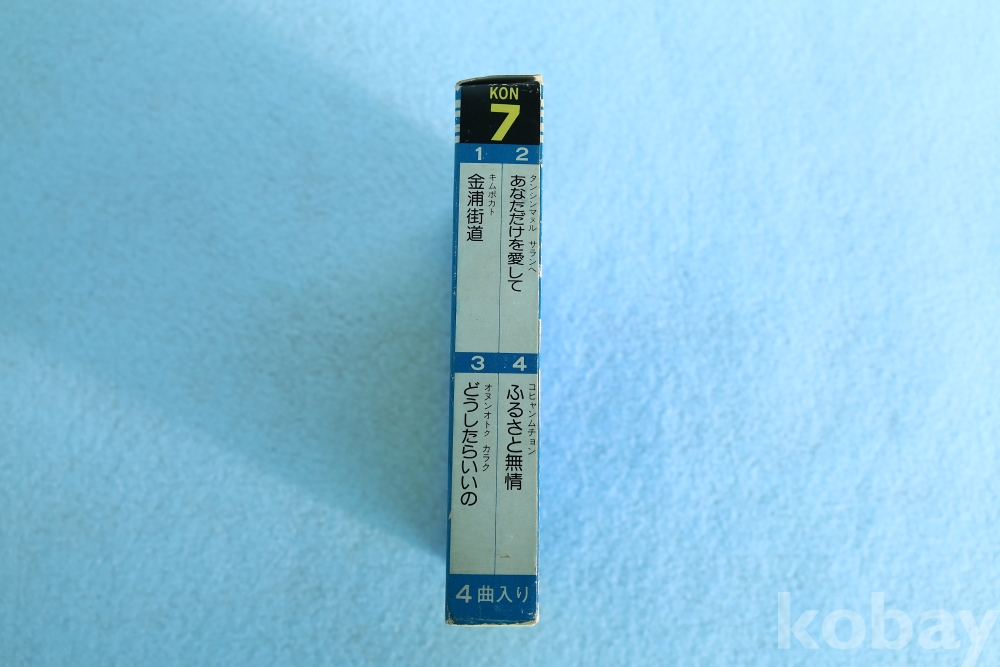 KON
7
1
2
キムポカト
金浦街道
タンシンマヌル サランヘ
あなただけを愛して
3
4
オヌンオトク カラク
どうしたらいいの
コヒャンムチョン
ふるさと無情
4曲入り
kobay